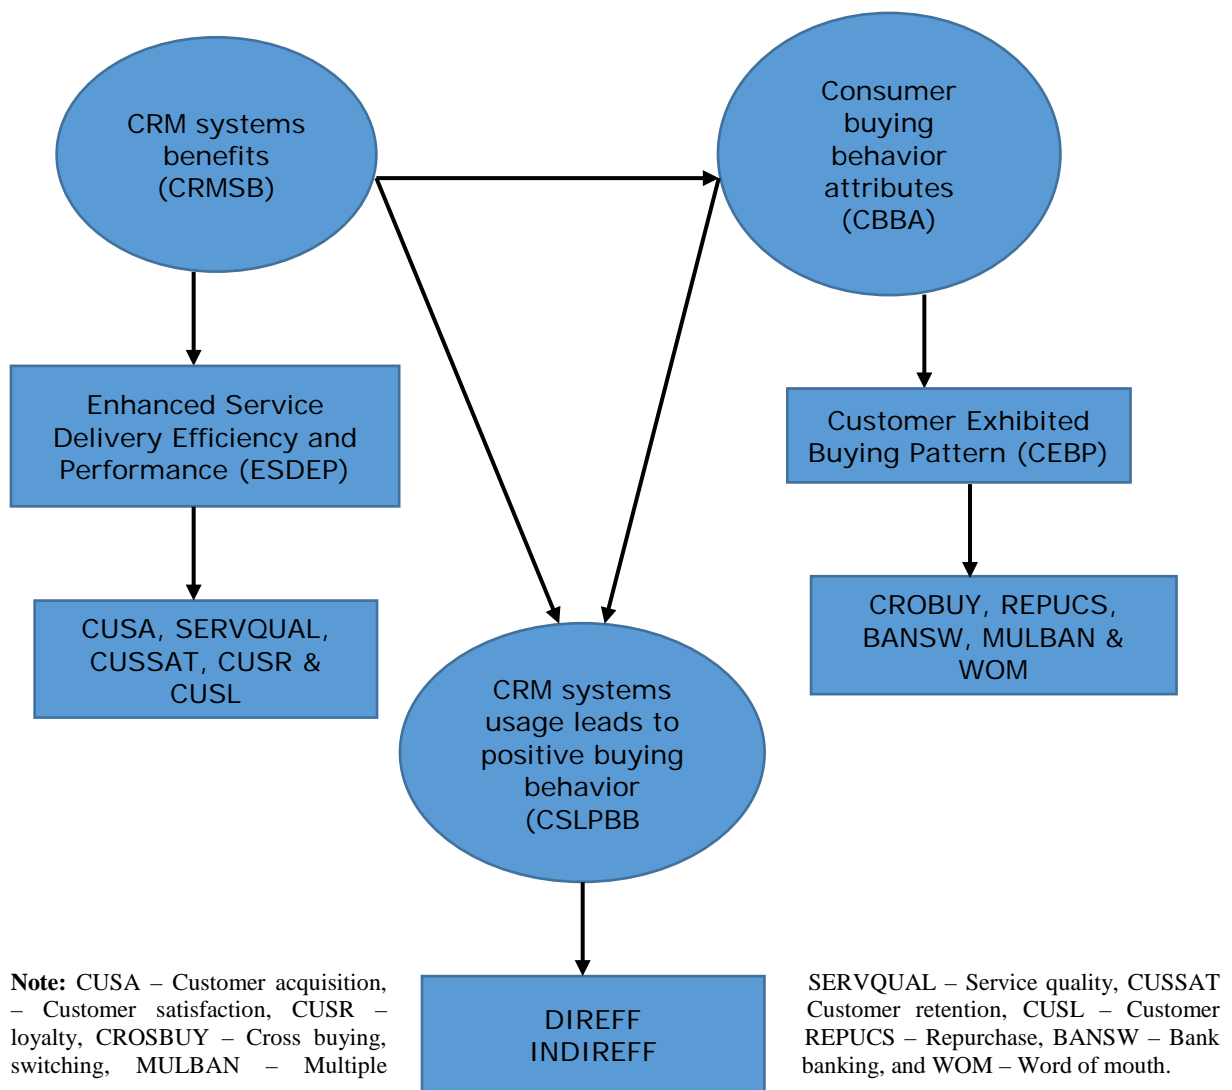 CRM systems
benefits
(CRMSB)
Consumer
buying
behavior
attributes
(CBBA)
Enhanced Service
Delivery Efficiency and
Performance (ESDEP)
Customer Exhibited
Buying Pattern (CEBP)
CUSA, SERVQUAL,
CUSSAT, CUSR &
CUSL
CROBUY, REPUCS,
BANSW, MULBAN &
WOM
CRM systems
usage leads to
positive buying
behavior
(CSLPBB
DIREFF
INDIREFF
Note: CUSA – Customer acquisition, SERVQUAL – Service quality, CUSSAT
– Customer satisfaction, CUSR – Customer retention, CUSL – Customer
loyalty, CROSBUY – Cross buying, REPUCS – Repurchase, BANSW – Bank
switching, MULBAN – Multiple banking, and WOM – Word of mouth.